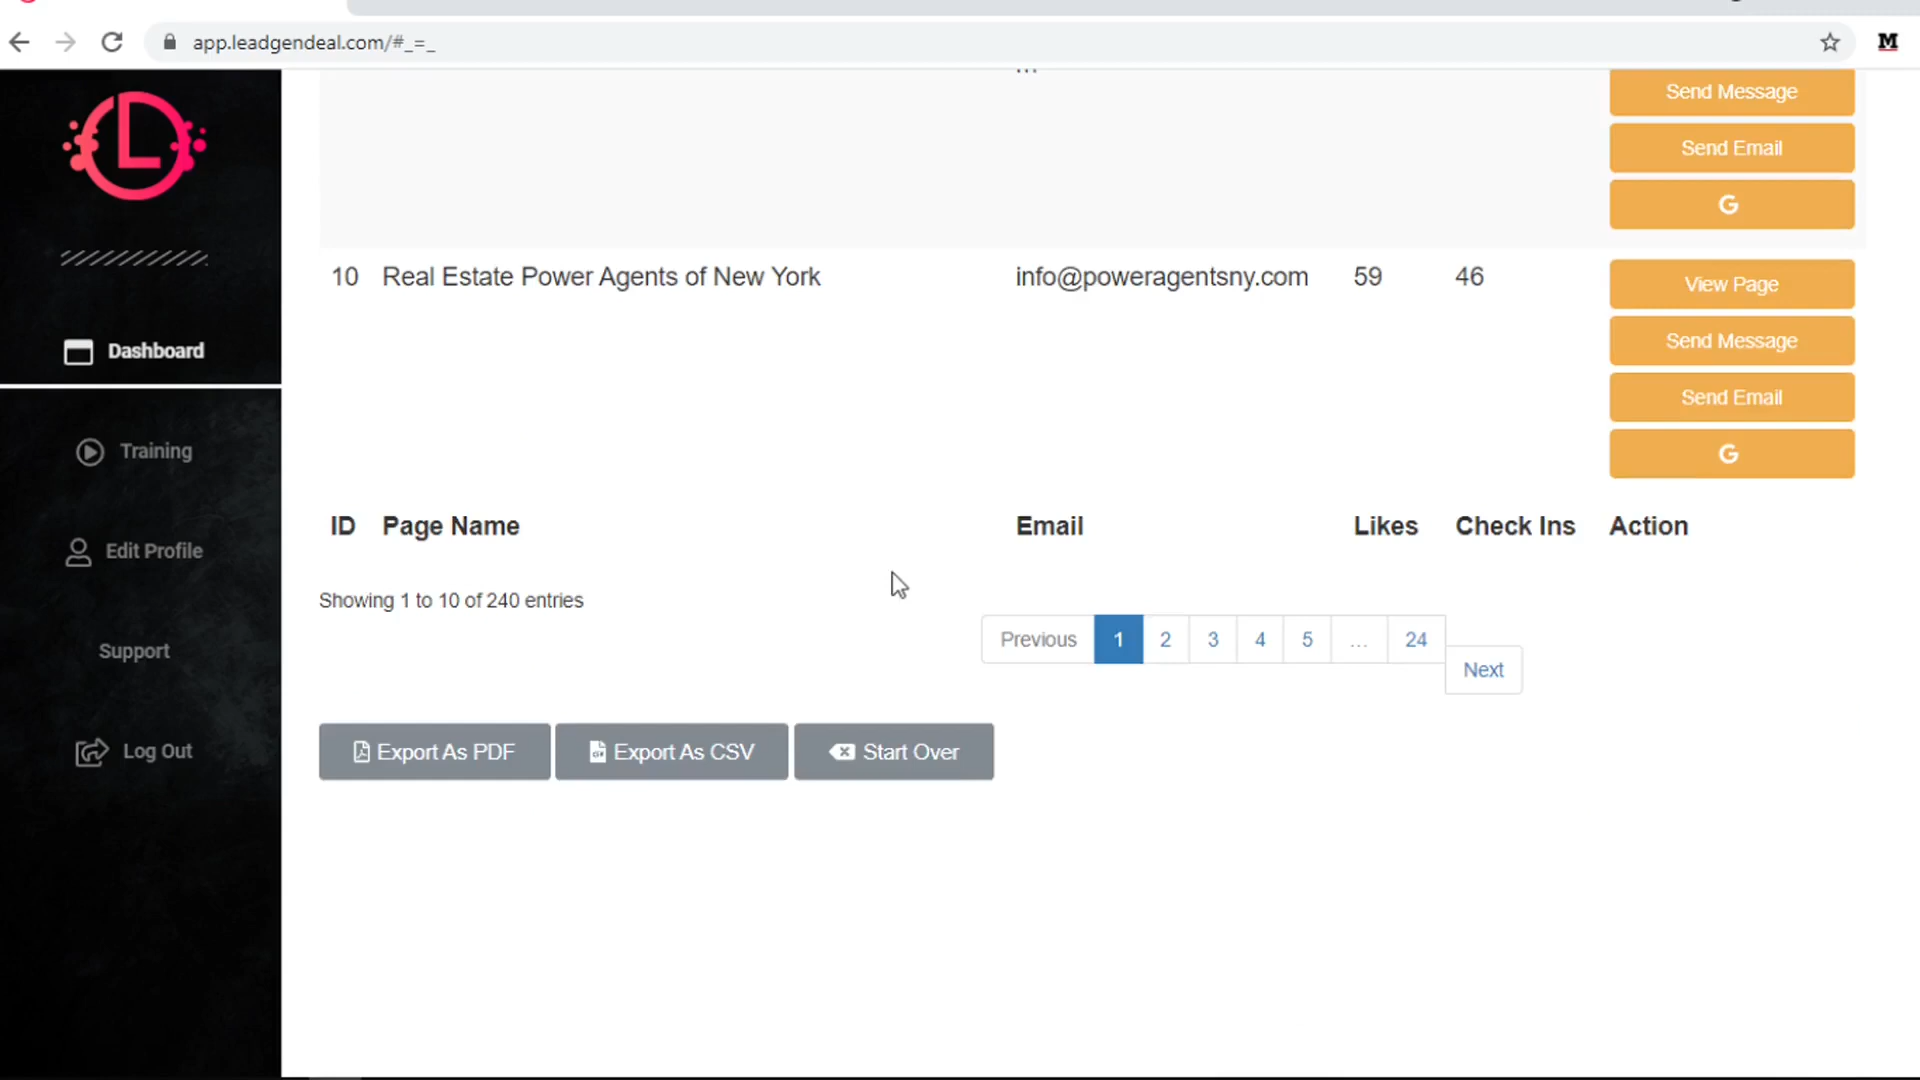 app.leadgendeal.com/#_=_
M
L
...
Send Message
Send Email
G
10 Real Estate Power Agents of New York info@poweragentsny.com 59 46 View Page
Send Message
Send Email
G
Dashboard
Training
Edit Profile
Support
Log Out
ID Page Name Email Likes Check Ins Action
Showing 1 to 10 of 240 entries
Previous 1 2 3 4 5 ... 24
Next
Export As PDF Export As CSV Start Over